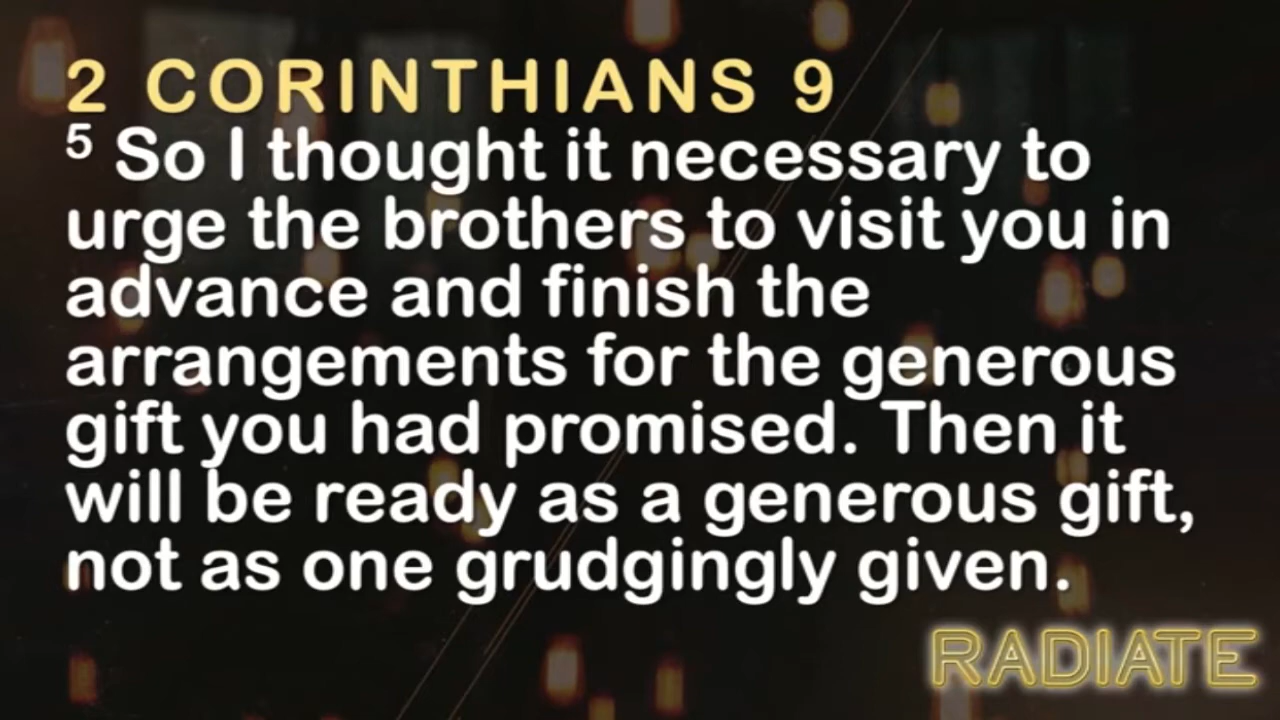 2 CORINTHIANS 9
5 So I thought it necessary to
urge the brothers to visit you in
advance and finish the
arrangements for the generous
gift you had promised. Then it
will be ready as a generous gift,
not as one grudgingly given.
RADIATE